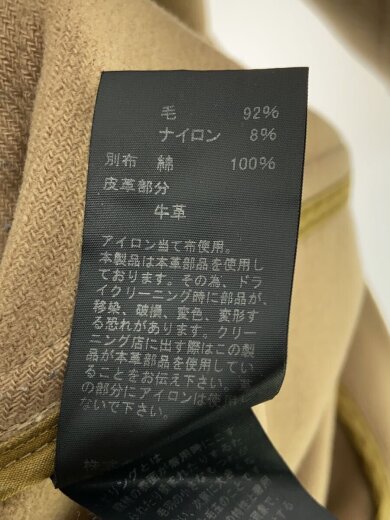 毛 92%
ナイロン 8%
別布 綿 100%
皮革部分
牛革
アイロン当て布使用。
本製品は本革部品を使用し
ております。その為、ドラ
イクリーニング時に部品が、
移染、破損、変色、変形す
る恐れがあります。クリー
ニング店に出す際はこの製
品が本革部品を使用してい
ることをお伝え下さい。革
の部分にアイロンは使用し
ないで下さい。